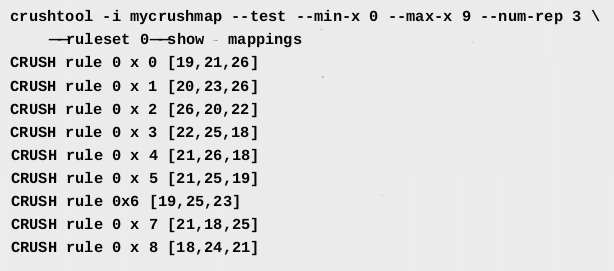 crushtool -i mycrushmap --test --min-x 0 --max-x 9 --num-rep 3 \
——ruleset 0——show - mappings
CRUSH rule 0 x 0 [19,21,26]
CRUSH rule 0 x 1 [20,23,26]
CRUSH rule 0 x 2 [26,20,22]
CRUSH rule 0 x 3 [22,25,18]
CRUSH rule 0 x 4 [21,26,18]
CRUSH rule 0 x 5 [21,25,19]
CRUSH rule 0x6 [19,25,23]
CRUSH rule 0 x 7 [21,18,25]
CRUSH rule 0 x 8 [18,24,21]